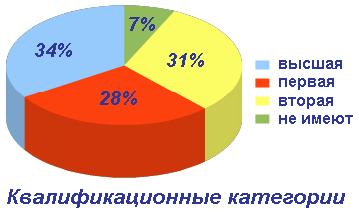 7%
34%
31%
28%
высшая
первая
вторая
не имеют
Квалификационные категории